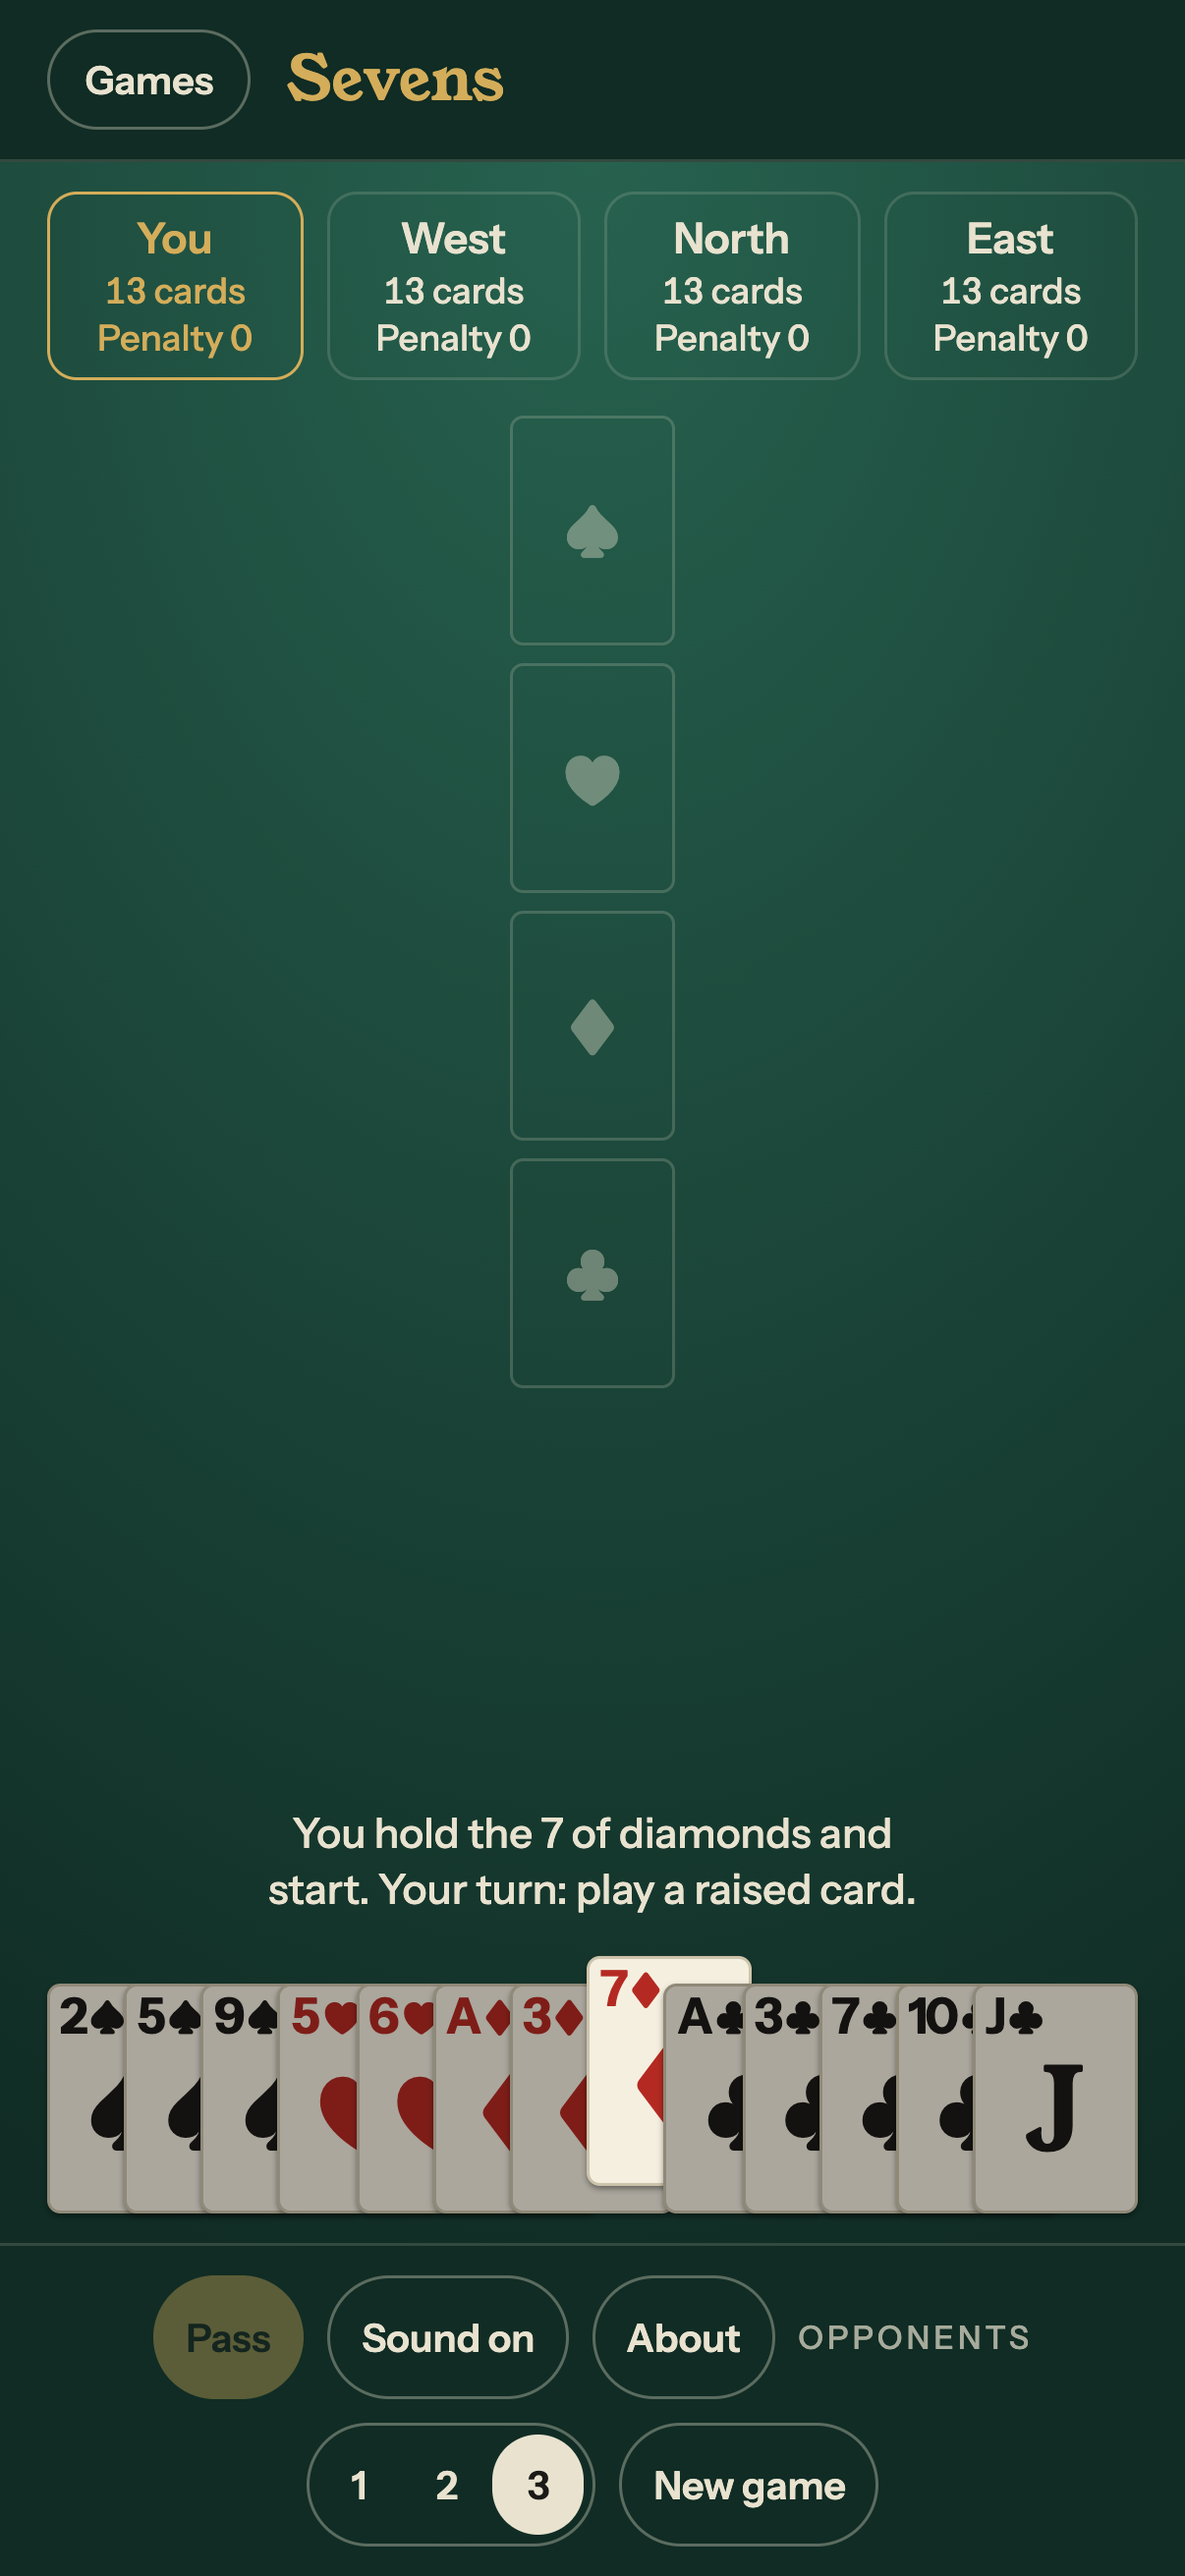 Games
Sevens
You
13 cards
Penalty 0
West
13 cards
Penalty 0
North
13 cards
Penalty 0
East
13 cards
Penalty 0
You hold the 7 of diamonds and
start. Your turn: play a raised card.
2♠ 5♠ 9♠ 5♥ 6♥ A♦ 3♦ 7♦ A♣ 3♣ 7♣ 10♣ J♣
J
Pass
Sound on
About
OPPONENTS
1 2 3
New game